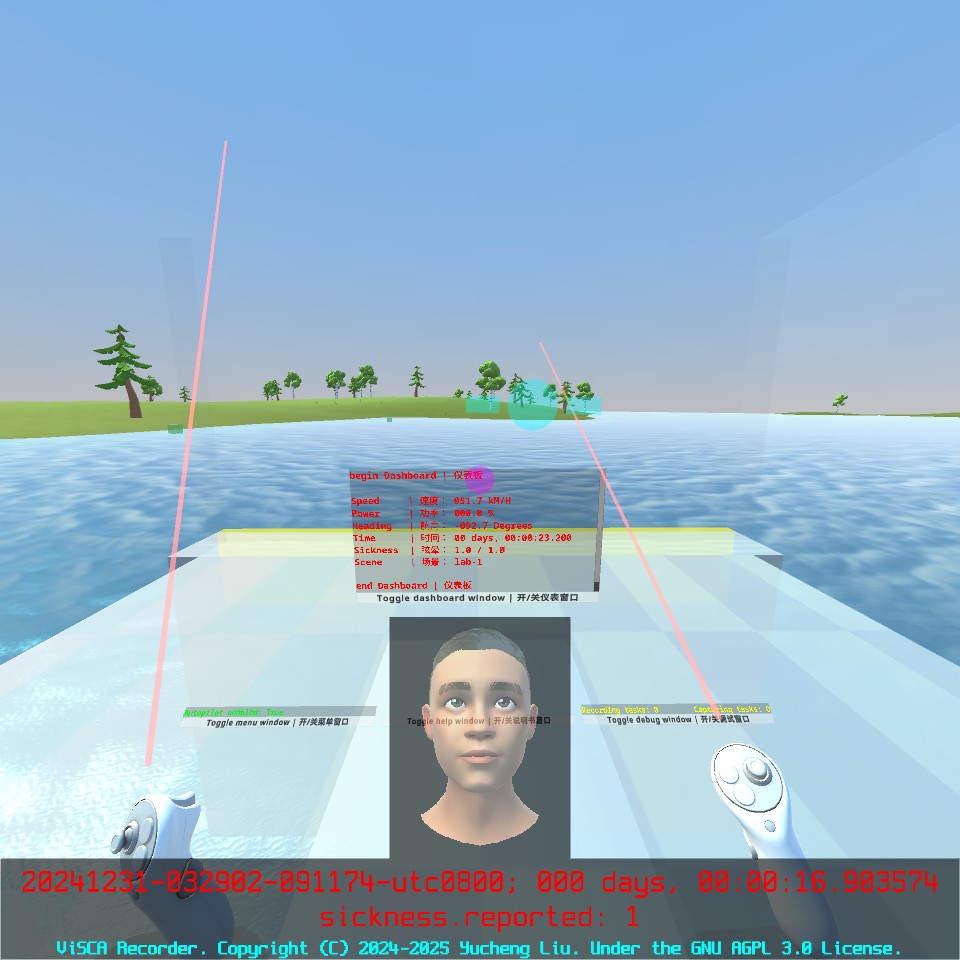 begin Dashboard | 仪表板
Speed | 速度： 051.7 kM/H
Power | 功率： 000.0 %
Heading | 航向： -092.7 Degrees
Time | 时间： 00 days, 00:00:23.200
Sickness | 眩晕： 1.0 / 1.0
Scene | 场景： lab-1
end Dashboard | 仪表板
Toggle dashboard window | 开/关仪表窗口
Autopilot enabled: True
Toggle menu window | 开/关菜单窗口
Toggle help window | 开/关说明书窗口
Recording tasks: 0 Capturing tasks: 0
Toggle debug window | 开/关调试窗口
20241231-032902-091174-utc0800; 000 days, 00:00:16.903574
sickness.reported: 1
ViSCA Recorder. Copyright (C) 2024-2025 Yucheng Liu. Under the GNU AGPL 3.0 License.